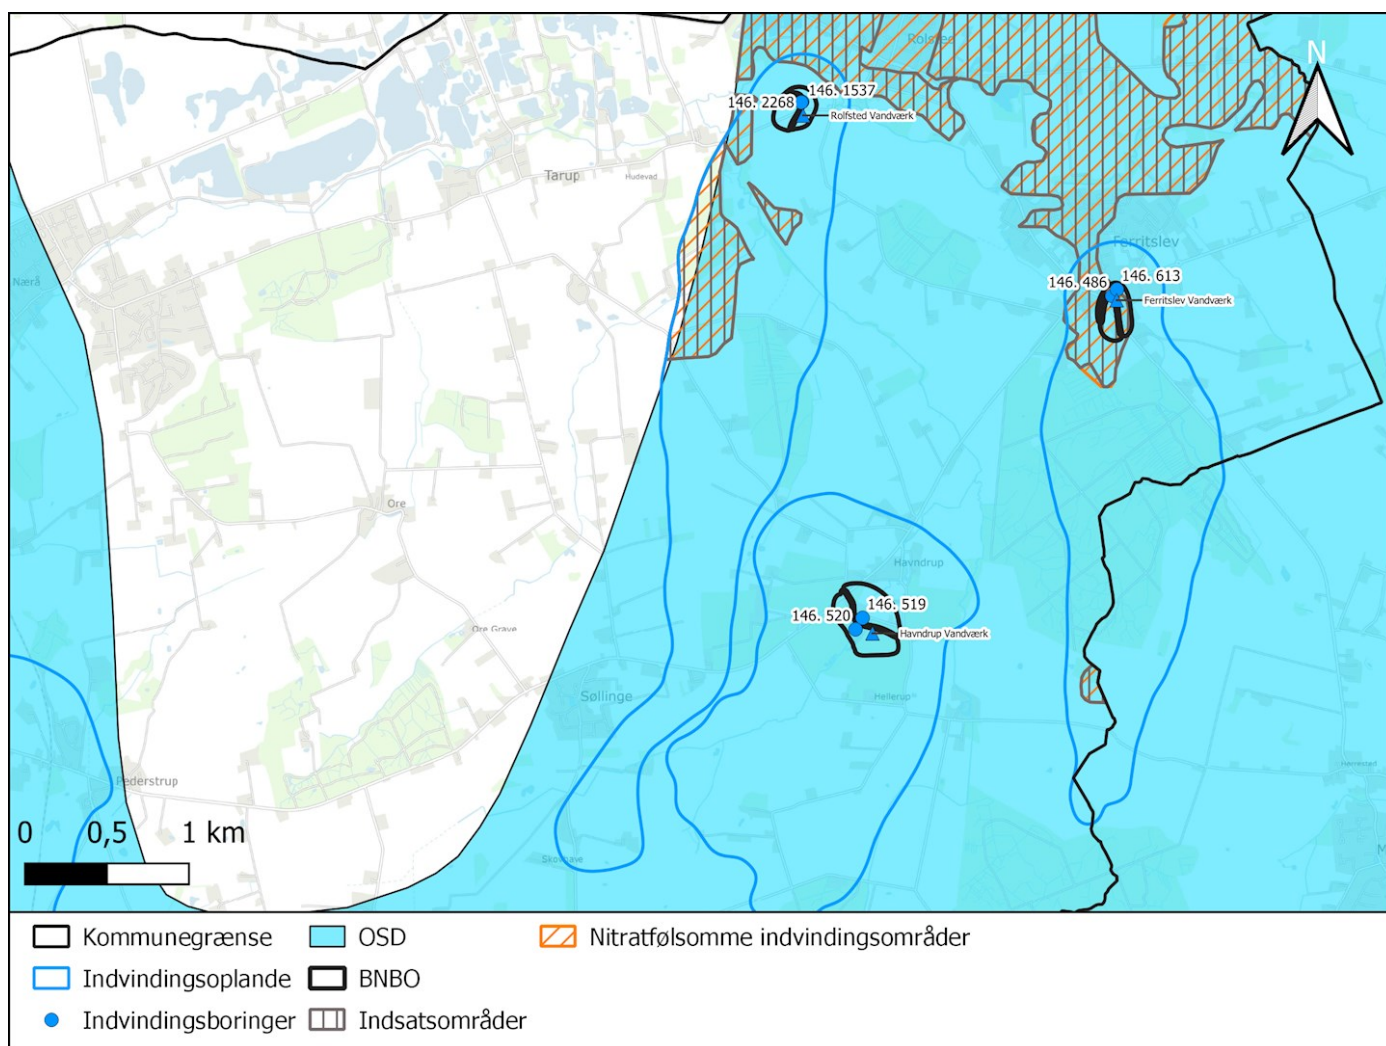 Rolsted
N
146. 1537
146. 2268
Rolfsted Vandværk
Tarup
Hudevad
Ferritslev
Nærå
146. 613
146. 486
Ferritslev Vandværk
Ore
Havndrup
146. 519
146. 520
Havndrup Vandværk
Ore Grave
Søllinge
Hellerup
Pederstrup
Herrested
0 0,5 1 km
Kommunegrænse
OSD
Nitratfølsomme indvindingsområder
Indvindingsoplande
BNBO
Indvindingsboringer
Indsatsområder